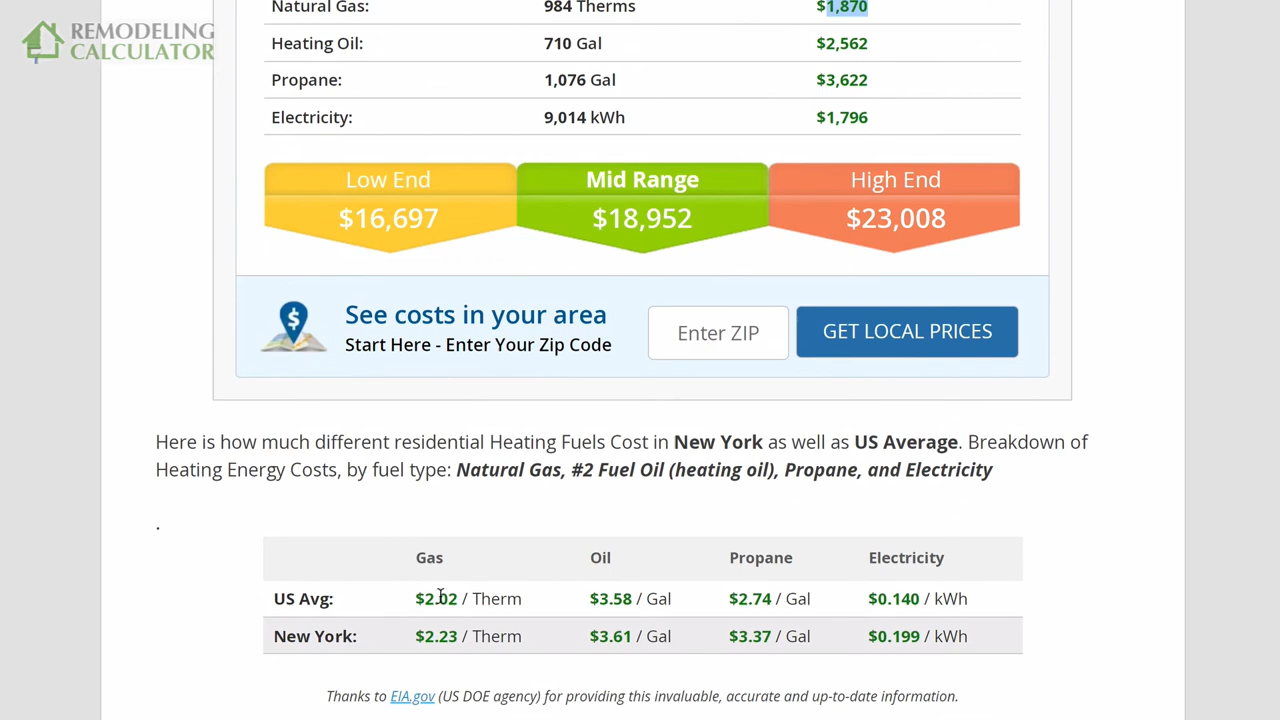 REMODELING
CALCULATOR
Natural Gas: 984 Therms $1,870
Heating Oil: 710 Gal $2,562
Propane: 1,076 Gal $3,622
Electricity: 9,014 kWh $1,796
Low End Mid Range High End
$16,697 $18,952 $23,008
See costs in your area
Start Here - Enter Your Zip Code
Enter ZIP
GET LOCAL PRICES
Here is how much different residential Heating Fuels Cost in New York as well as US Average. Breakdown of
Heating Energy Costs, by fuel type: Natural Gas, #2 Fuel Oil (heating oil), Propane, and Electricity
.
Gas Oil Propane Electricity
US Avg: $2.02 / Therm $3.58 / Gal $2.74 / Gal $0.140 / kWh
New York: $2.23 / Therm $3.61 / Gal $3.37 / Gal $0.199 / kWh
Thanks to EIA.gov (US DOE agency) for providing this invaluable, accurate and up-to-date information.